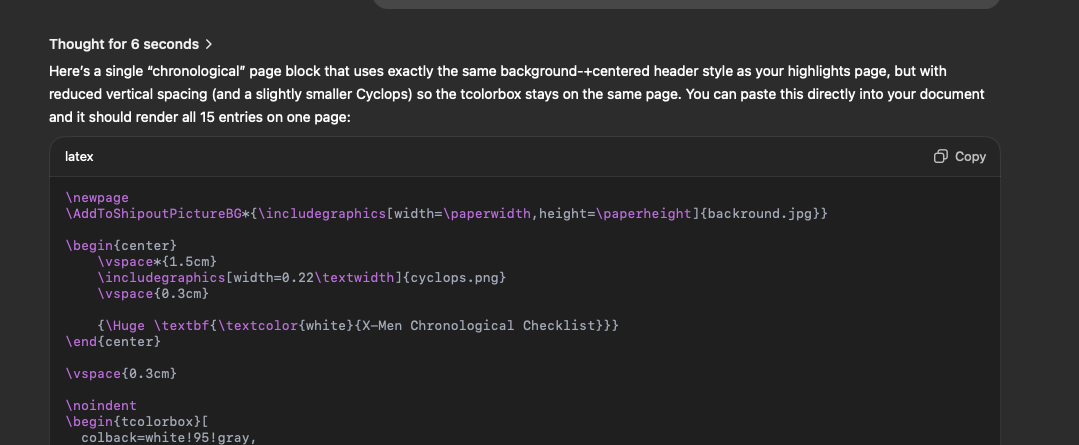 Thought for 6 seconds >
Here's a single “chronological” page block that uses exactly the same background-+centered header style as your highlights page, but with
reduced vertical spacing (and a slightly smaller Cyclops) so the tcolorbox stays on the same page. You can paste this directly into your document
and it should render all 15 entries on one page:
latex
Copy
\newpage
\AddToShipoutPictureBG*{\includegraphics[width=\paperwidth,height=\paperheight]{backround.jpg}}
\begin{center}
    \vspace*{1.5cm}
    \includegraphics[width=0.22\textwidth]{cyclops.png}
    \vspace{0.3cm}
    {\Huge \textbf{\textcolor{white}{X-Men Chronological Checklist}}}
\end{center}
\vspace{0.3cm}
\noindent
\begin{tcolorbox}[
  colback=white!95!gray,